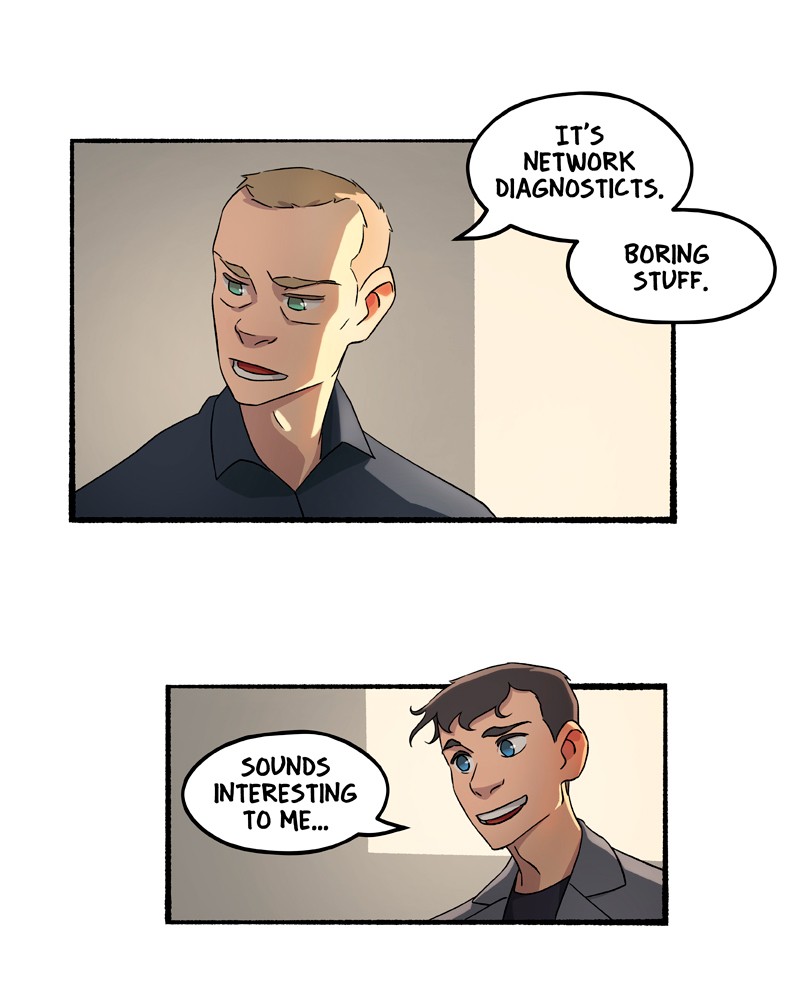 IT'S
NETWORK
DIAGNOSTICTS.
BORING
STUFF.
SOUNDS
INTERESTING
TO ME...